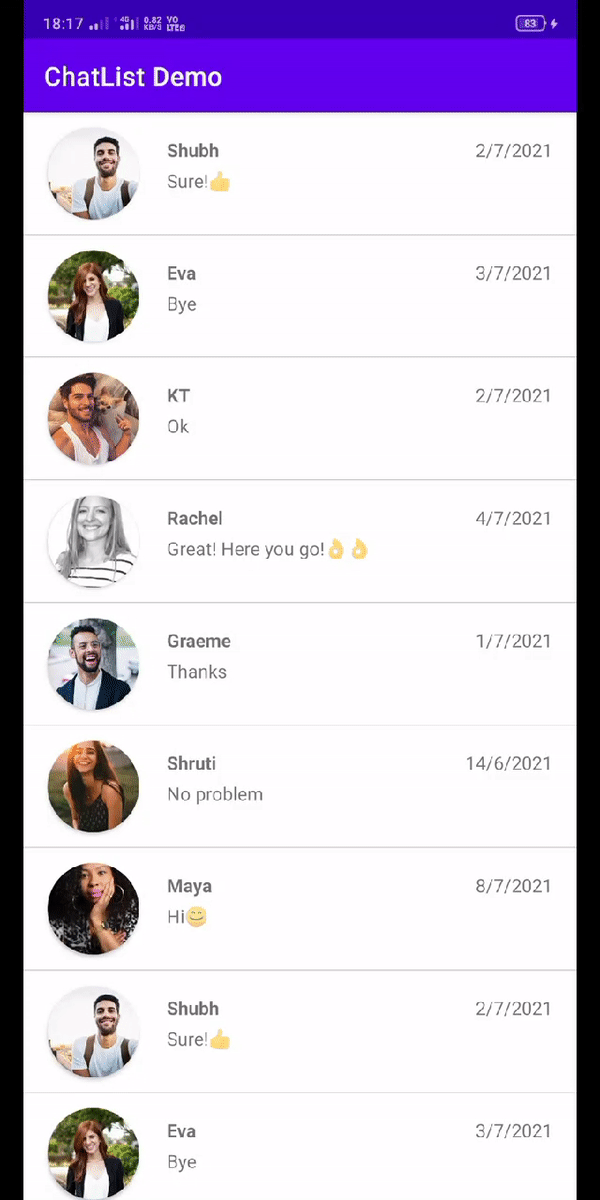 18:17 4G 0.82 KB/S VO LTE2 83
ChatList Demo
Shubh 2/7/2021
Sure!👍
Eva 3/7/2021
Bye
KT 2/7/2021
Ok
Rachel 4/7/2021
Great! Here you go!👌👌
Graeme 1/7/2021
Thanks
Shruti 14/6/2021
No problem
Maya 8/7/2021
Hi😄
Shubh 2/7/2021
Sure!👍
Eva 3/7/2021
Bye